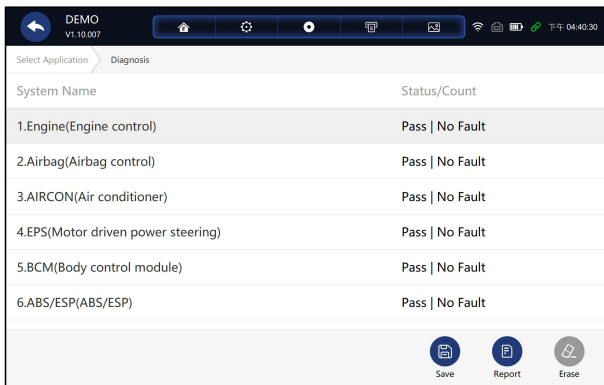 DEMO
V1.10.007
下午 04:40:30
Select Application Diagnosis
System Name Status/Count
1.Engine(Engine control) Pass | No Fault
2.Airbag(Airbag control) Pass | No Fault
3.AIRCON(Air conditioner) Pass | No Fault
4.EPS(Motor driven power steering) Pass | No Fault
5.BCM(Body control module) Pass | No Fault
6.ABS/ESP(ABS/ESP) Pass | No Fault
Save Report Erase